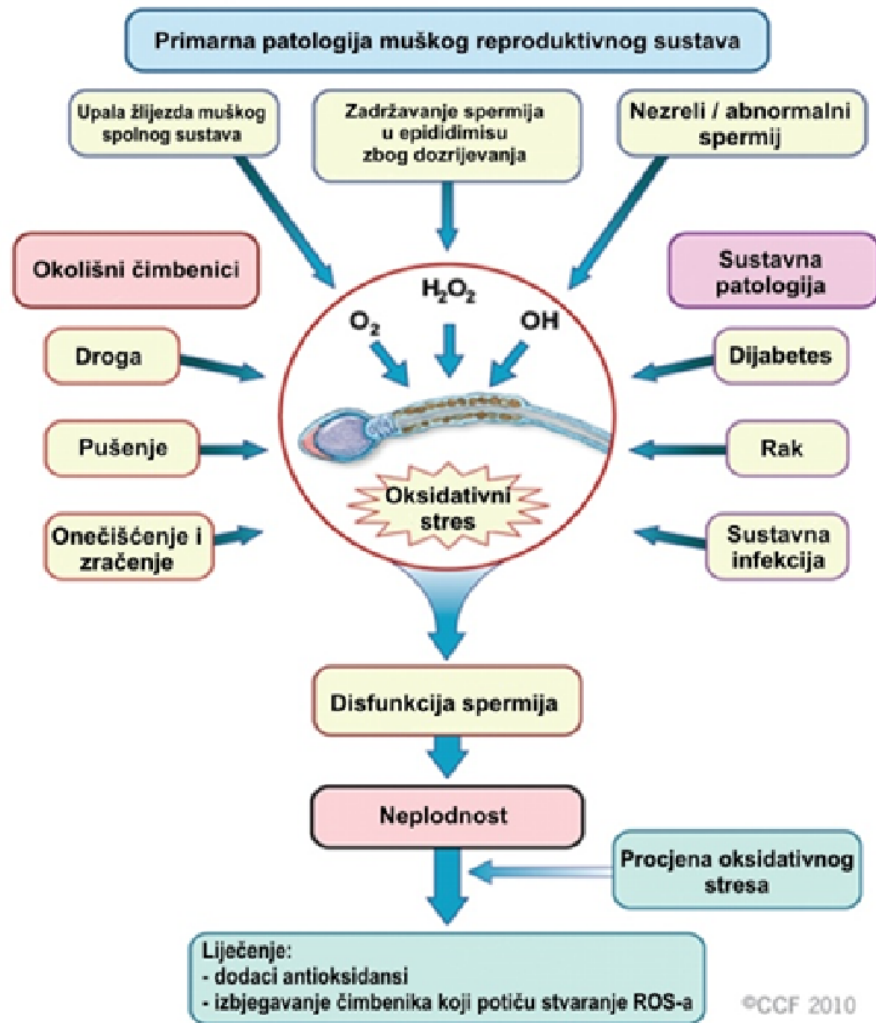 Primarna patologija muškog reproduktivnog sustava
Upala žlijezda muškog
spolnog sustava
Zadržavanje spermija
u epididimisu
zbog dozrijevanja
Nezreli / abnormalni
spermij
Okolišni čimbenici
Sustavna
patologija
H₂O₂
O₂
OH
Droga
Dijabetes
Pušenje
Rak
Oksidativni
stres
Onečišćenje i
zračenje
Sustavna
infekcija
Disfunkcija spermija
Neplodnost
Procjena oksidativnog
stresa
Liječenje:
- dodaci antioksidansi
- izbjegavanje čimbenika koji potiču stvaranje ROS-a
©CCF 2010